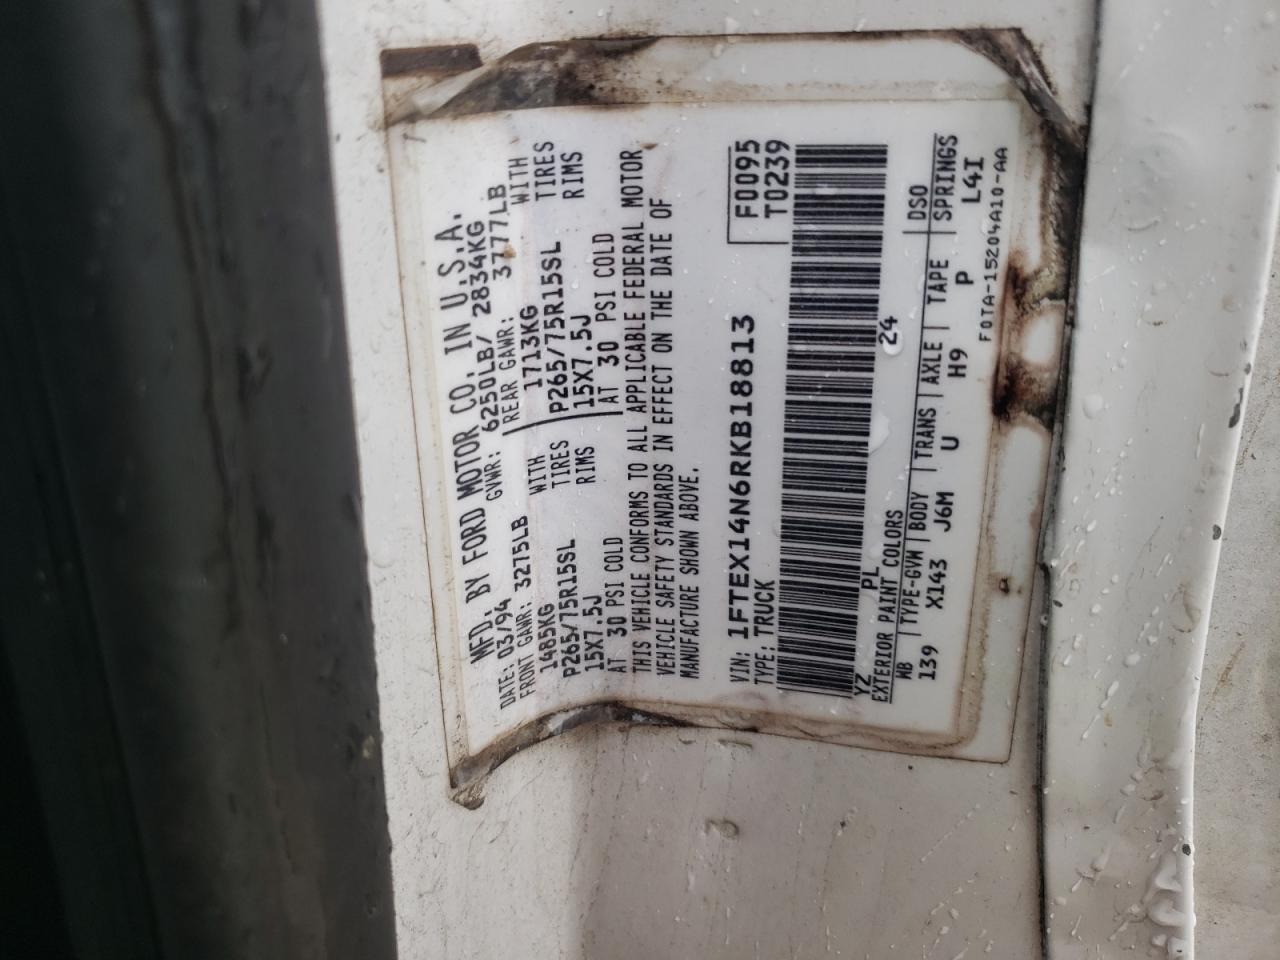 MFD. BY FORD MOTOR CO. IN U.S.A.
DATE: 03/94 GVWR: 6250LB/ 2834KG
FRONT GAWR: 3275LB REAR GAWR: 3777LB
1485KG WITH 1713KG WITH
P265/75R15SL TIRES P265/75R15SL TIRES
15X7.5J RIMS 15X7.5J RIMS
AT 30 PSI COLD AT 30 PSI COLD
THIS VEHICLE CONFORMS TO ALL APPLICABLE FEDERAL MOTOR
VEHICLE SAFETY STANDARDS IN EFFECT ON THE DATE OF
MANUFACTURE SHOWN ABOVE.
VIN: 1FTEX14N6RKB18813 F0095
TYPE: TRUCK T0239
YZ PL 24
EXTERIOR PAINT COLORS DSO
WB TYPE-GVW BODY TRANS AXLE TAPE SPRINGS
139 X143 J6M U H9 P L4I
F0TA-15204A10-AA